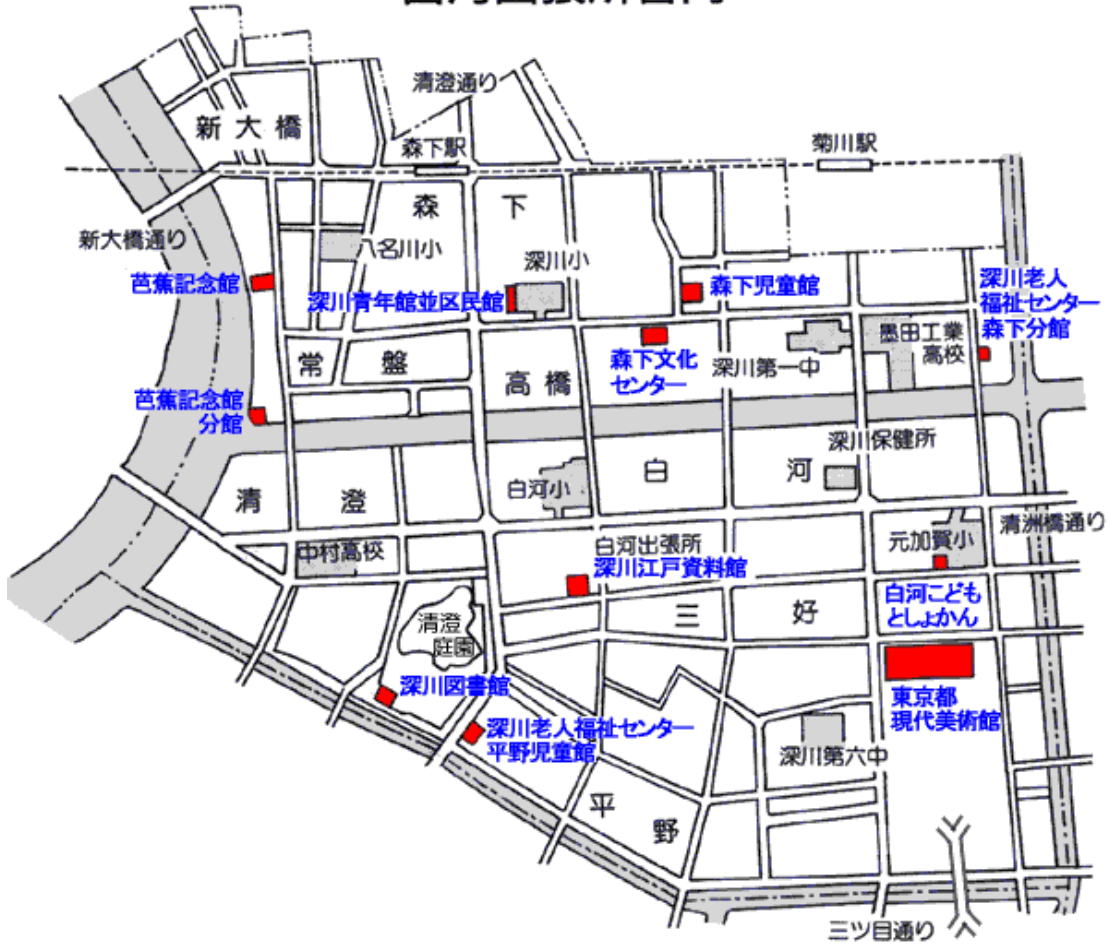 清澄通り
新大橋
森下駅
菊川駅
森下
新大橋通り
八名川小
深川小
芭蕉記念館
深川青年館並区民館
森下児童館
深川老人
福祉センター
森下分館
墨田工業
高校
常盤
高橋
森下文化
センター
深川第一中
芭蕉記念館
分館
深川保健所
白河
清澄
白河小
清洲橋通り
中村高校
白河出張所
深川江戸資料館
元加賀小
白河こども
としょかん
三好
清澄
庭園
深川図書館
東京都
現代美術館
深川老人福祉センター
平野児童館
深川第六中
平野
三ツ目通り